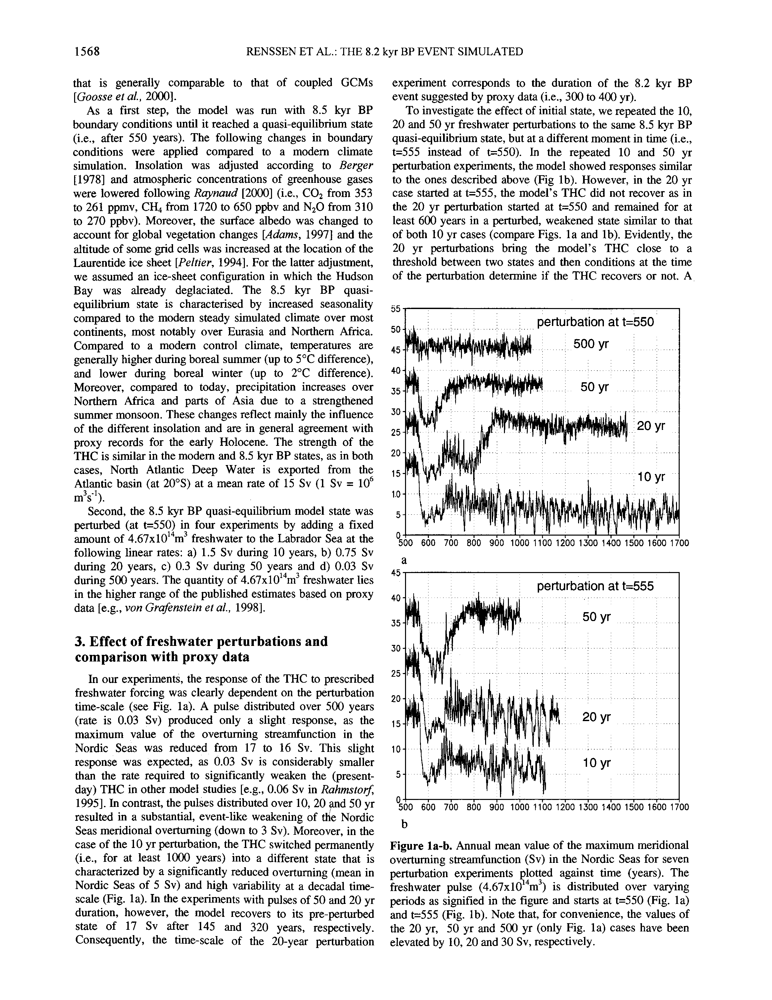 1568
RENSSEN ET AL.: THE 8.2 kyr BP EVENT SIMULATED
that is generally comparable to that of coupled GCMs
[Goosse et al., 2000].
As a first step, the model was run with 8.5 kyr BP
boundary conditions until it reached a quasi-equilibrium state
(i.e., after 550 years). The following changes in boundary
conditions were applied compared to a modern climate
simulation. Insolation was adjusted according to Berger
[1978] and atmospheric concentrations of greenhouse gases
were lowered following Raynaud [2000] (i.e., CO₂ from 353
to 261 ppmv, CH₄ from 1720 to 650 ppbv and N₂O from 310
to 270 ppbv). Moreover, the surface albedo was changed to
account for global vegetation changes [Adams, 1997] and the
altitude of some grid cells was increased at the location of the
Laurentide ice sheet [Peltier, 1994]. For the latter adjustment,
we assumed an ice-sheet configuration in which the Hudson
Bay was already deglaciated. The 8.5 kyr BP quasi-
equilibrium state is characterised by increased seasonality
compared to the modern steady simulated climate over most
continents, most notably over Eurasia and Northern Africa.
Compared to a modern control climate, temperatures are
generally higher during boreal summer (up to 5°C difference),
and lower during boreal winter (up to 2°C difference).
Moreover, compared to today, precipitation increases over
Northern Africa and parts of Asia due to a strengthened
summer monsoon. These changes reflect mainly the influence
of the different insolation and are in general agreement with
proxy records for the early Holocene. The strength of the
THC is similar in the modern and 8.5 kyr BP states, as in both
cases, North Atlantic Deep Water is exported from the
Atlantic basin (at 20°S) at a mean rate of 15 Sv (1 Sv = 10⁶
m³s⁻¹).
Second, the 8.5 kyr BP quasi-equilibrium model state was
perturbed (at t=550) in four experiments by adding a fixed
amount of 4.67x10¹⁴m³ freshwater to the Labrador Sea at the
following linear rates: a) 1.5 Sv during 10 years, b) 0.75 Sv
during 20 years, c) 0.3 Sv during 50 years and d) 0.03 Sv
during 500 years. The quantity of 4.67x10¹⁴m³ freshwater lies
in the higher range of the published estimates based on proxy
data [e.g., von Grafenstein et al., 1998].
3. Effect of freshwater perturbations and
comparison with proxy data
In our experiments, the response of the THC to prescribed
freshwater forcing was clearly dependent on the perturbation
time-scale (see Fig. 1a). A pulse distributed over 500 years
(rate is 0.03 Sv) produced only a slight response, as the
maximum value of the overturning streamfunction in the
Nordic Seas was reduced from 17 to 16 Sv. This slight
response was expected, as 0.03 Sv is considerably smaller
than the rate required to significantly weaken the (present-
day) THC in other model studies [e.g., 0.06 Sv in Rahmstorf,
1995]. In contrast, the pulses distributed over 10, 20 and 50 yr
resulted in a substantial, event-like weakening of the Nordic
Seas meridional overturning (down to 3 Sv). Moreover, in the
case of the 10 yr perturbation, the THC switched permanently
(i.e., for at least 1000 years) into a different state that is
characterized by a significantly reduced overturning (mean in
Nordic Seas of 5 Sv) and high variability at a decadal time-
scale (Fig. 1a). In the experiments with pulses of 50 and 20 yr
duration, however, the model recovers to its pre-perturbed
state of 17 Sv after 145 and 320 years, respectively.
Consequently, the time-scale of the 20-year perturbation
experiment corresponds to the duration of the 8.2 kyr BP
event suggested by proxy data (i.e., 300 to 400 yr).
To investigate the effect of initial state, we repeated the 10,
20 and 50 yr freshwater perturbations to the same 8.5 kyr BP
quasi-equilibrium state, but at a different moment in time (i.e.,
t=555 instead of t=550). In the repeated 10 and 50 yr
perturbation experiments, the model showed responses similar
to the ones described above (Fig 1b). However, in the 20 yr
case started at t=555, the model's THC did not recover as in
the 20 yr perturbation started at t=550 and remained for at
least 600 years in a perturbed, weakened state similar to that
of both 10 yr cases (compare Figs. 1a and 1b). Evidently, the
20 yr perturbations bring the model's THC close to a
threshold between two states and then conditions at the time
of the perturbation determine if the THC recovers or not. A
55
perturbation at t=550
50
500 yr
45
40
50 yr
35
30
20 yr
25
20
15
10 yr
10
5
0
500 600 700 800 900 1000 1100 1200 1300 1400 1500 1600 1700
a
45
perturbation at t=555
40
50 yr
35
30
25
20
20 yr
15
10
10 yr
5
0
500 600 700 800 900 1000 1100 1200 1300 1400 1500 1600 1700
b
Figure 1a-b. Annual mean value of the maximum meridional
overturning streamfunction (Sv) in the Nordic Seas for seven
perturbation experiments plotted against time (years). The
freshwater pulse (4.67x10¹⁴m³) is distributed over varying
periods as signified in the figure and starts at t=550 (Fig. 1a)
and t=555 (Fig. 1b). Note that, for convenience, the values of
the 20 yr, 50 yr and 500 yr (only Fig. 1a) cases have been
elevated by 10, 20 and 30 Sv, respectively.